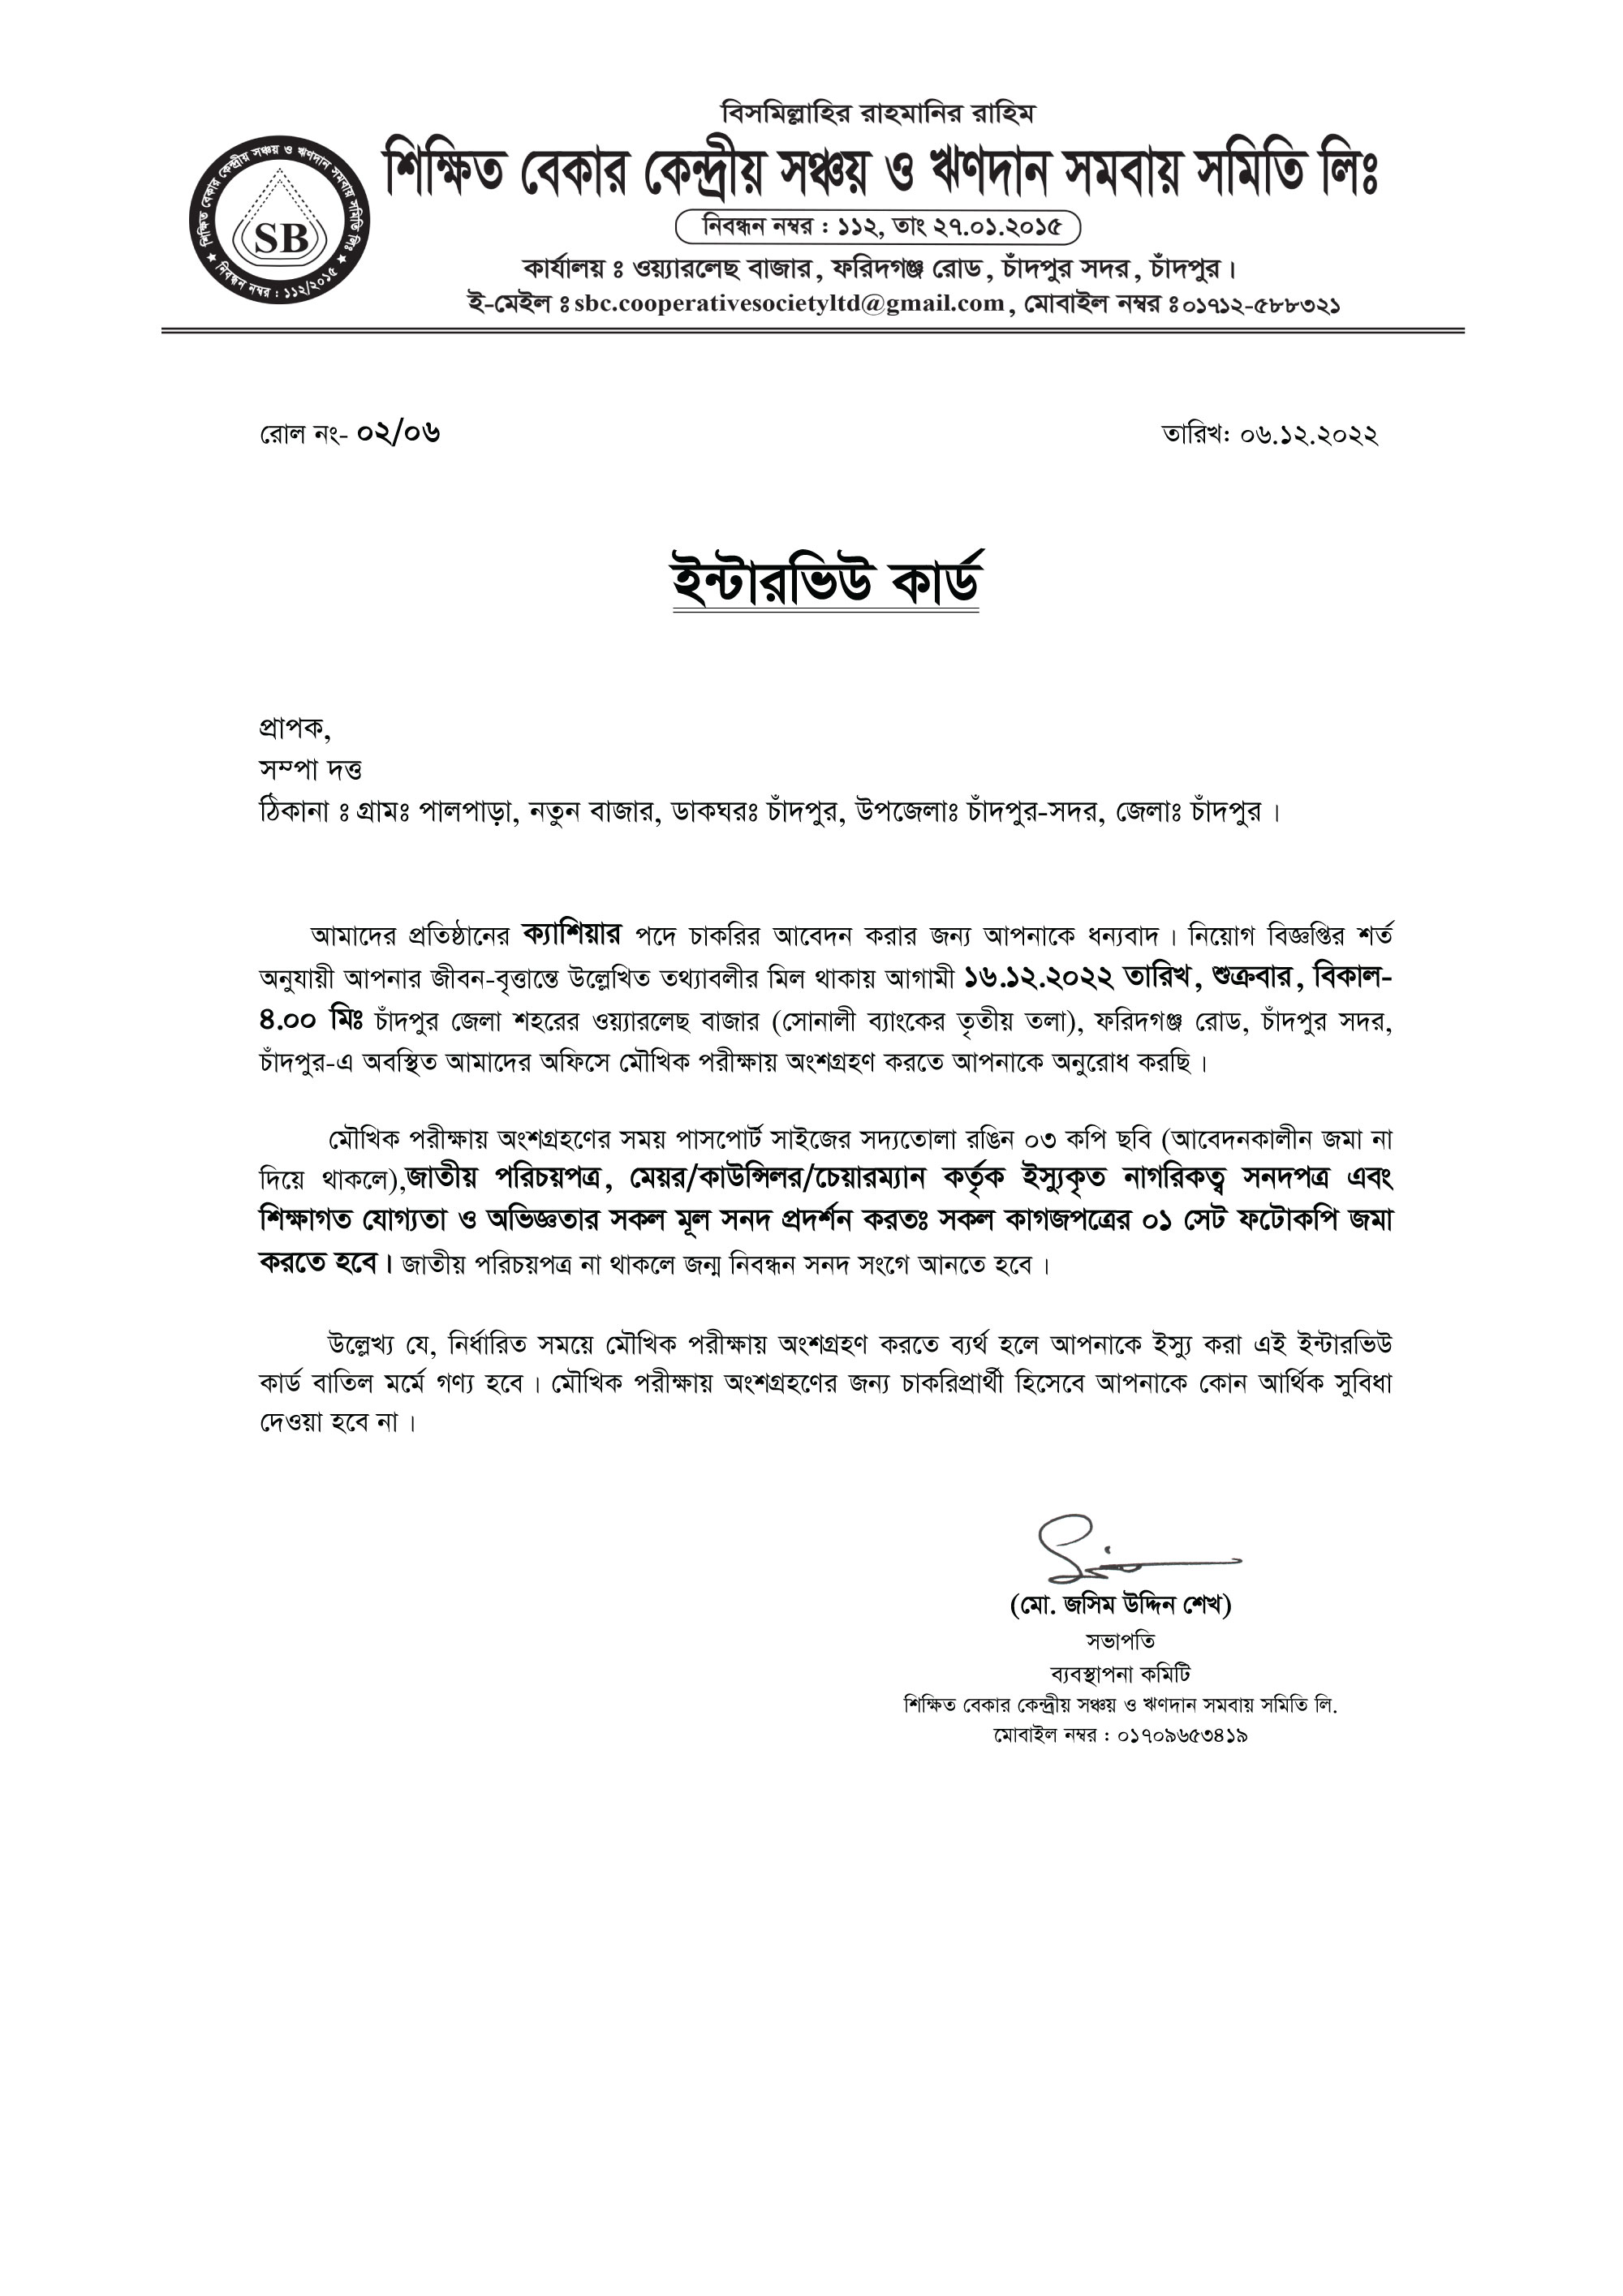 বিসমিল্লাহির রাহমানির রাহিম
শিক্ষিত বেকার কেন্দ্রীয় সঞ্চয় ও ঋণদান সমবায় সমিতি লিঃ
শিক্ষিত বেকার কেন্দ্রীয় সঞ্চয় ও ঋণদান সমবায় সমিতি লিঃ
SB
★ নিবন্ধন নম্বর : ১১২/২০১৫ ★
নিবন্ধন নম্বর : ১১২, তাং ২৭.০১.২০১৫
কার্যালয় ঃ ওয়্যারলেছ বাজার, ফরিদগঞ্জ রোড, চাঁদপুর সদর, চাঁদপুর।
ই-মেইল ঃ sbc.cooperativesocietyltd@gmail.com, মোবাইল নম্বর ঃ ০১৭১২-৫৮৮৩২১
রোল নং- ০২/০৬ তারিখ: ০৬.১২.২০২২
ইন্টারভিউ কার্ড
প্রাপক,
সম্পা দত্ত
ঠিকানা ঃ গ্রামঃ পালপাড়া, নতুন বাজার, ডাকঘরঃ চাঁদপুর, উপজেলাঃ চাঁদপুর-সদর, জেলাঃ চাঁদপুর।
আমাদের প্রতিষ্ঠানের ক্যাশিয়ার পদে চাকরির আবেদন করার জন্য আপনাকে ধন্যবাদ। নিয়োগ বিজ্ঞপ্তির শর্ত
অনুযায়ী আপনার জীবন-বৃত্তান্তে উল্লেখিত তথ্যাবলীর মিল থাকায় আগামী ১৬.১২.২০২২ তারিখ, শুক্রবার, বিকাল-
৪.০০ মিঃ চাঁদপুর জেলা শহরের ওয়্যারলেছ বাজার (সোনালী ব্যাংকের তৃতীয় তলা), ফরিদগঞ্জ রোড, চাঁদপুর সদর,
চাঁদপুর-এ অবস্থিত আমাদের অফিসে মৌখিক পরীক্ষায় অংশগ্রহণ করতে আপনাকে অনুরোধ করছি।
মৌখিক পরীক্ষায় অংশগ্রহণের সময় পাসপোর্ট সাইজের সদ্যতোলা রঙিন ০৩ কপি ছবি (আবেদনকালীন জমা না
দিয়ে থাকলে),জাতীয় পরিচয়পত্র, মেয়র/কাউন্সিলর/চেয়ারম্যান কর্তৃক ইস্যুকৃত নাগরিকত্ব সনদপত্র এবং
শিক্ষাগত যোগ্যতা ও অভিজ্ঞতার সকল মূল সনদ প্রদর্শন করতঃ সকল কাগজপত্রের ০১ সেট ফটোকপি জমা
করতে হবে। জাতীয় পরিচয়পত্র না থাকলে জন্ম নিবন্ধন সনদ সংগে আনতে হবে।
উল্লেখ্য যে, নির্ধারিত সময়ে মৌখিক পরীক্ষায় অংশগ্রহণ করতে ব্যর্থ হলে আপনাকে ইস্যু করা এই ইন্টারভিউ
কার্ড বাতিল মর্মে গণ্য হবে। মৌখিক পরীক্ষায় অংশগ্রহণের জন্য চাকরিপ্রার্থী হিসেবে আপনাকে কোন আর্থিক সুবিধা
দেওয়া হবে না।
(মো. জসিম উদ্দিন শেখ)
সভাপতি
ব্যবস্থাপনা কমিটি
শিক্ষিত বেকার কেন্দ্রীয় সঞ্চয় ও ঋণদান সমবায় সমিতি লি.
মোবাইল নম্বর : ০১৭০৯৬৫৩৪১৯